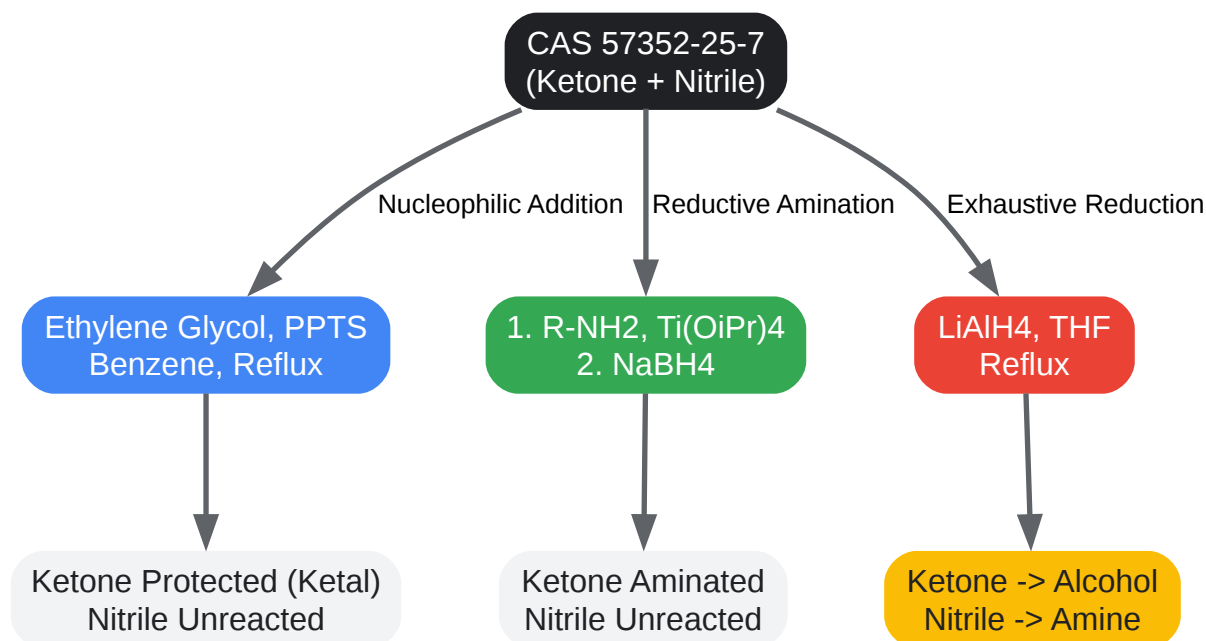 CAS 57352-25-7
(Ketone + Nitrile)
Nucleophilic Addition
Reductive Amination
Exhaustive Reduction
Ethylene Glycol, PPTS
Benzene, Reflux
1. R-NH2, Ti(OiPr)4
2. NaBH4
LiAlH4, THF
Reflux
Ketone Protected (Ketal)
Nitrile Unreacted
Ketone Aminated
Nitrile Unreacted
Ketone -> Alcohol
Nitrile -> Amine